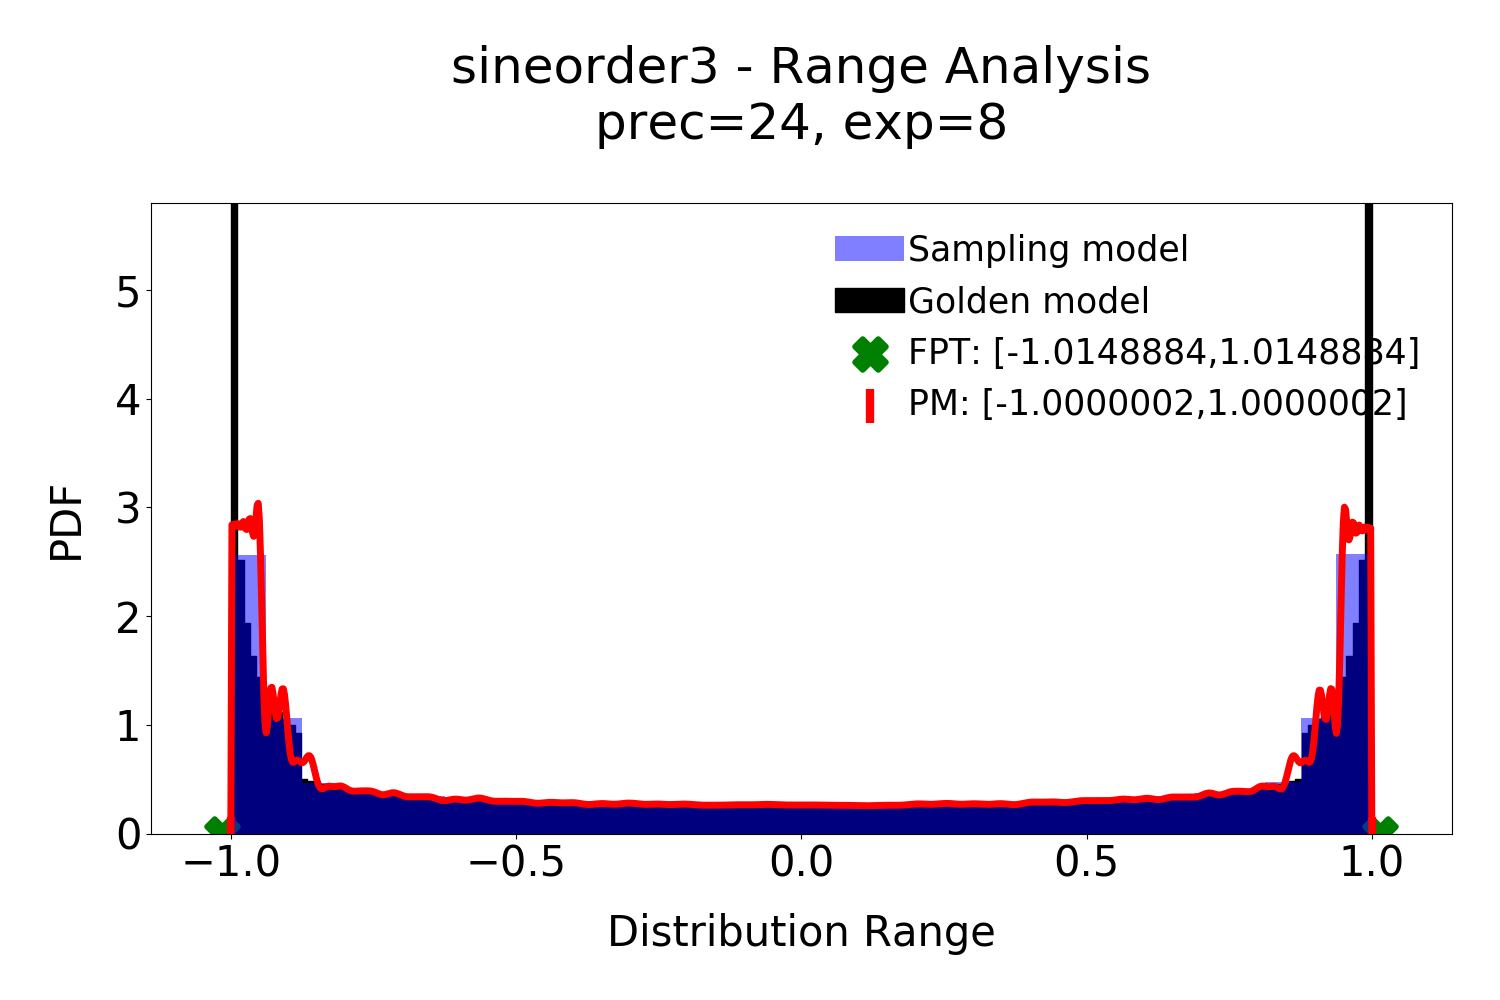 sineorder3 - Range Analysis
prec=24, exp=8
Sampling model
Golden model
FPT: [-1.0148884,1.0148884]
PM: [-1.0000002,1.0000002]
PDF
5
4
3
2
1
0
−1.0 −0.5 0.0 0.5 1.0
Distribution Range